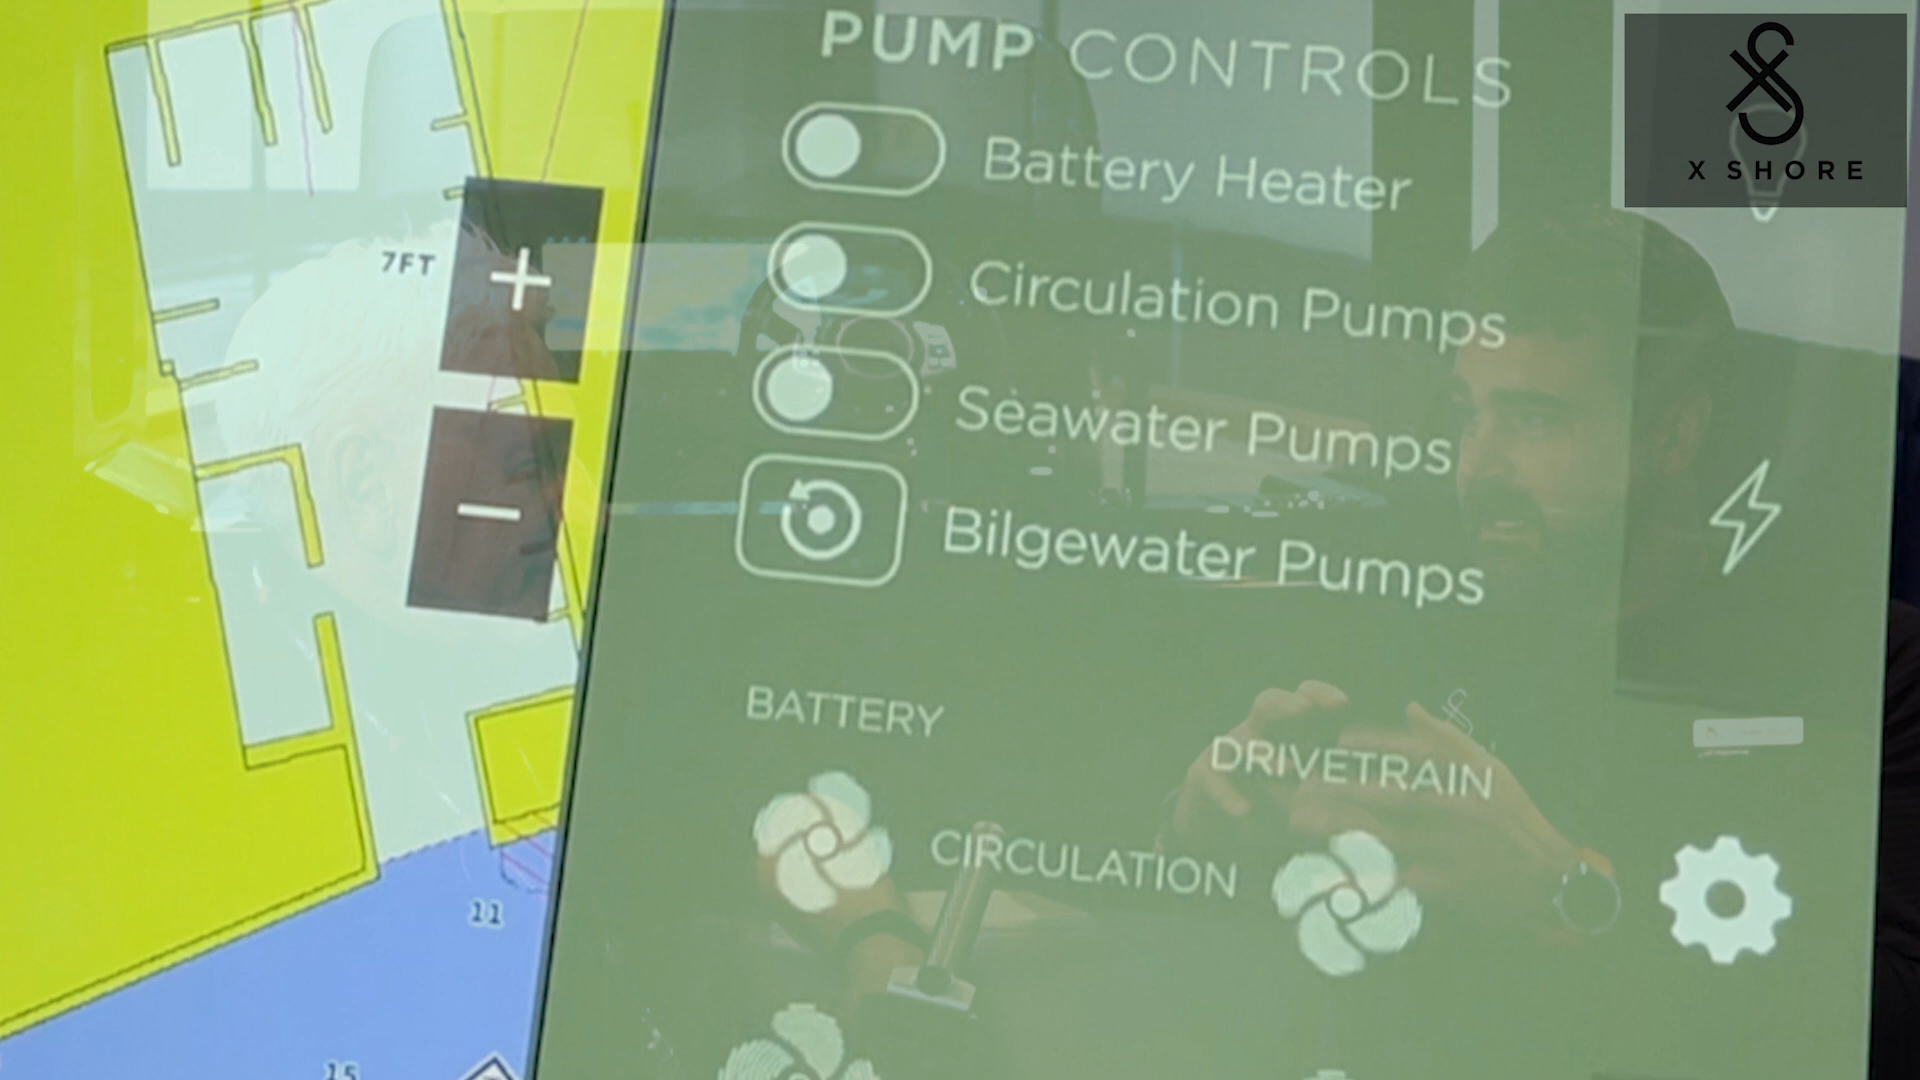 PUMP CONTROLS
Battery Heater
Circulation Pumps
Seawater Pumps
Bilgewater Pumps
BATTERY
DRIVETRAIN
CIRCULATION
7FT
11
15
X SHORE